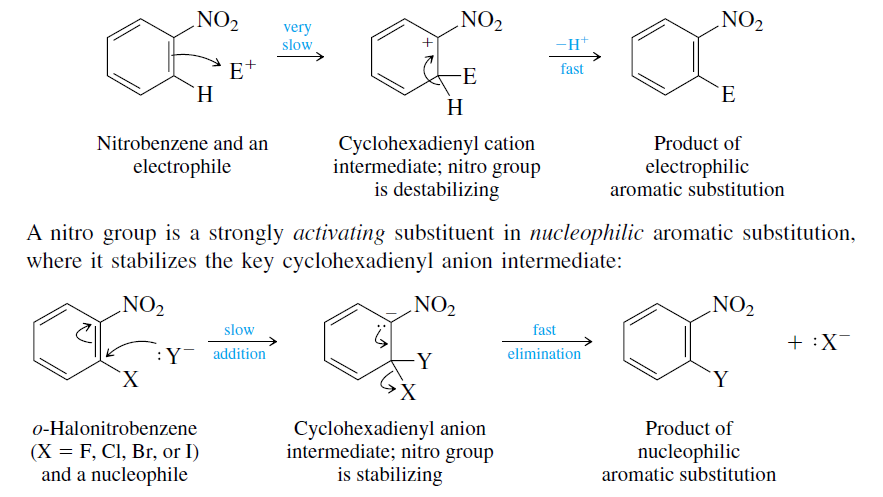 NO2
H
E+
very
slow
+
NO2
E
H
−H+
fast
NO2
E
Nitrobenzene and an
electrophile
Cyclohexadienyl cation
intermediate; nitro group
is destabilizing
Product of
electrophilic
aromatic substitution
A nitro group is a strongly activating substituent in nucleophilic aromatic substitution,
where it stabilizes the key cyclohexadienyl anion intermediate:
NO2
X
:Y−
slow
addition
− NO2
:
Y
X
fast
elimination
NO2
Y
+ :X−
o-Halonitrobenzene
(X = F, Cl, Br, or I)
and a nucleophile
Cyclohexadienyl anion
intermediate; nitro group
is stabilizing
Product of
nucleophilic
aromatic substitution